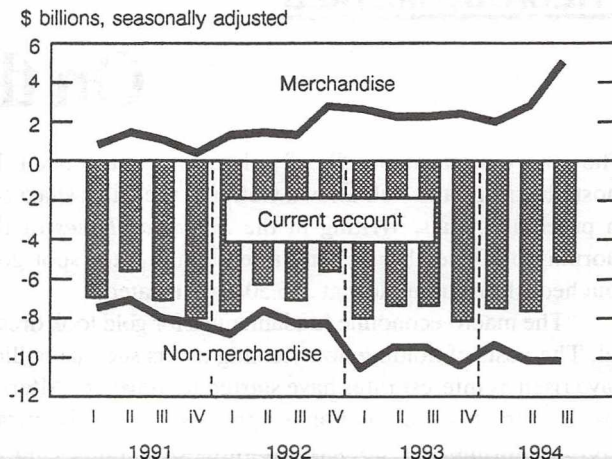 $ billions, seasonally adjusted
6
4
Merchandise
2
0
-2
Current account
-4
-6
-8
Non-merchandise
-10
-12
I II III iV I II III IV I II III IV I II III
1991 1992 1993 1994